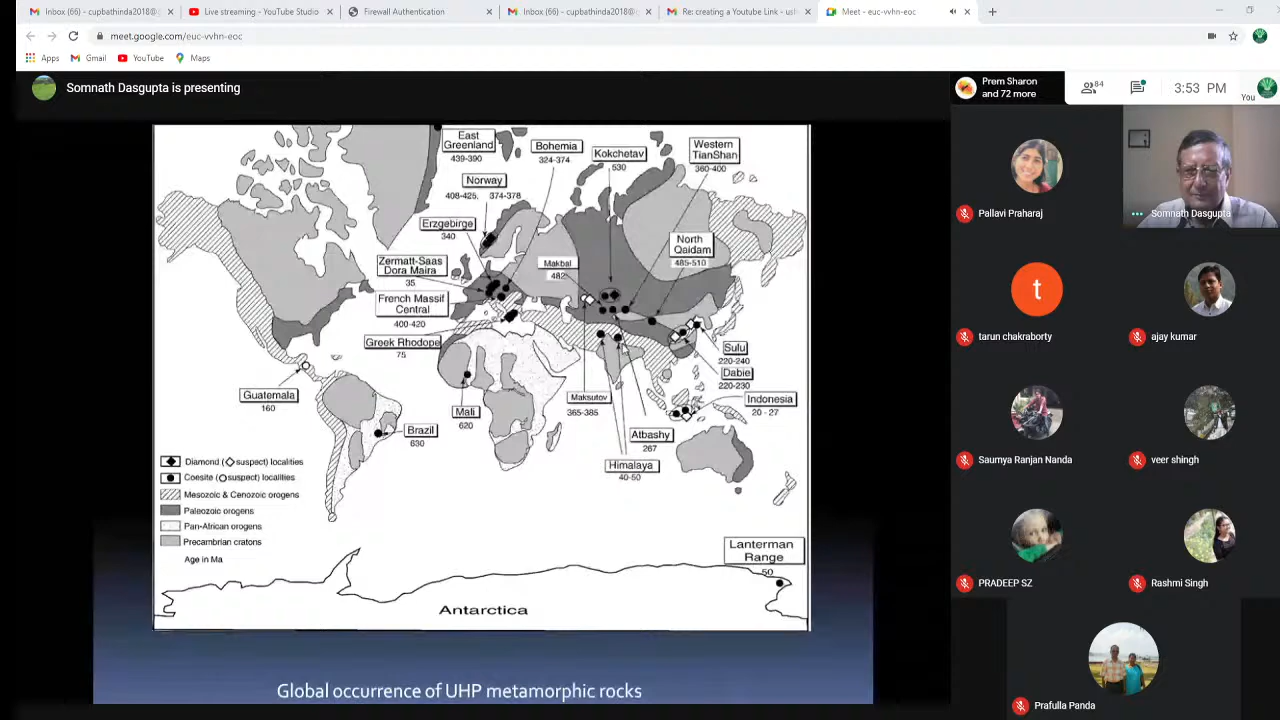 Inbox (66) - cupbathinda2018@
Live streaming - YouTube Studio
Firewall Authentication
Inbox (66) - cupbathinda2018@
Re: creating a Youtube Link - ush
Meet - euc-vvhn-eoc
meet.google.com/euc-vvhn-eoc
Apps
Gmail
YouTube
Maps
Somnath Dasgupta is presenting
Prem Sharon
and 72 more
84
3:53 PM
You
East
Greenland
439-390
Bohemia
324-374
Kokchetav
530
Western
TianShan
360-400
Norway
408-425, 374-378
Erzgebirge
340
North
Qaidam
485-510
Zermatt-Saas
Dora Maira
35
Makbal
482
French Massif
Central
400-420
Greek Rhodope
75
Sulu
220-240
Dabie
220-230
Guatemala
160
Mali
620
Maksutov
365-385
Indonesia
20 - 27
Brazil
630
Atbashy
267
Himalaya
40-50
Diamond (suspect) localities
Coesite (suspect) localities
Mesozoic & Cenozoic orogens
Paleozoic orogens
Pan-African orogens
Precambrian cratons
Age in Ma
Lanterman
Range
50
Antarctica
Global occurrence of UHP metamorphic rocks
Pallavi Praharaj
Somnath Dasgupta
t
tarun chakraborty
ajay kumar
Saumya Ranjan Nanda
veer shingh
PRADEEP SZ
Rashmi Singh
Prafulla Panda